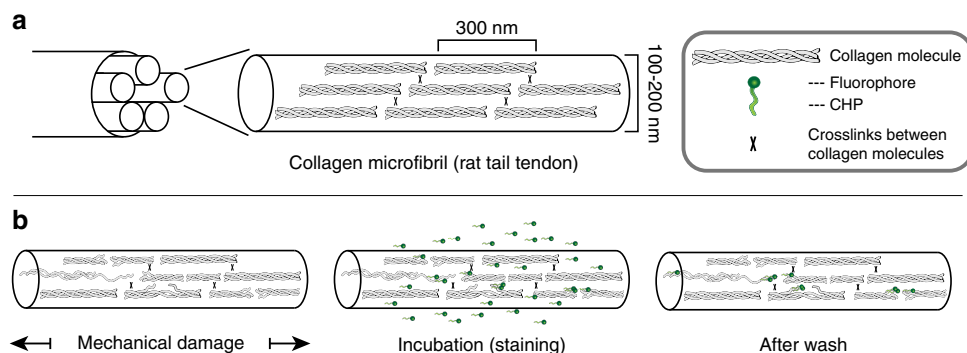 a
300 nm
100-200 nm
Collagen microfibril (rat tail tendon)
Collagen molecule
--- Fluorophore
--- CHP
Crosslinks between
collagen molecules
b
Mechanical damage
Incubation (staining)
After wash